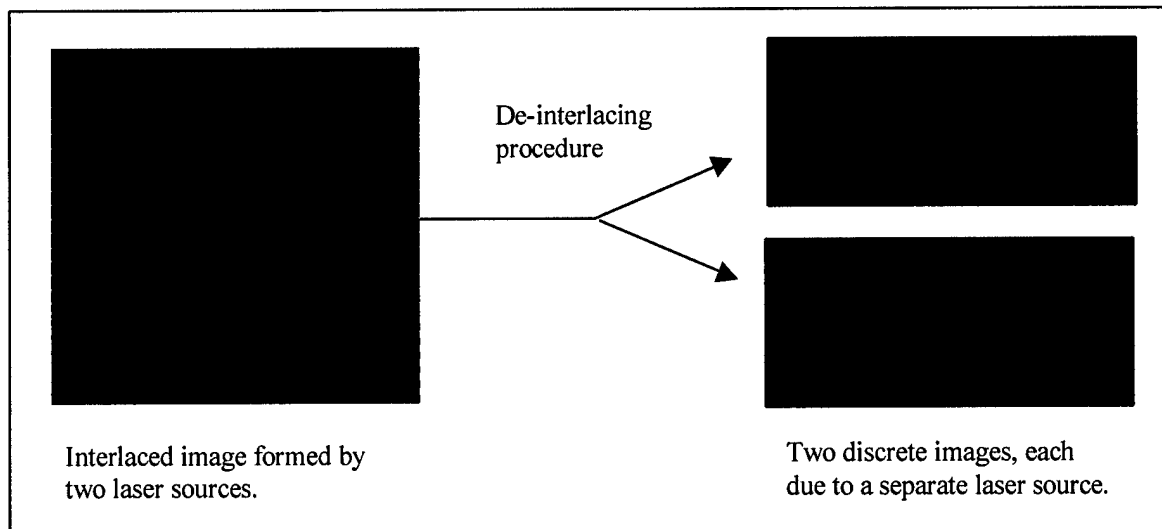 De-interlacing
procedure
Interlaced image formed by
two laser sources.
Two discrete images, each
due to a separate laser source.